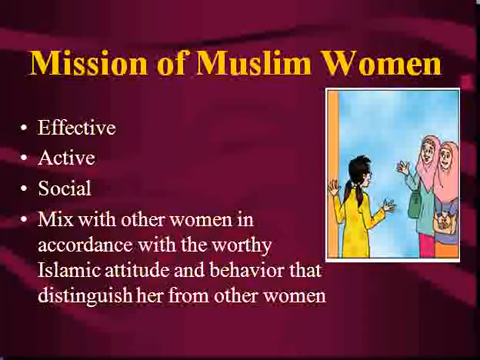 Mission of Muslim Women
• Effective
• Active
• Social
• Mix with other women in
accordance with the worthy
Islamic attitude and behavior that
distinguish her from other women